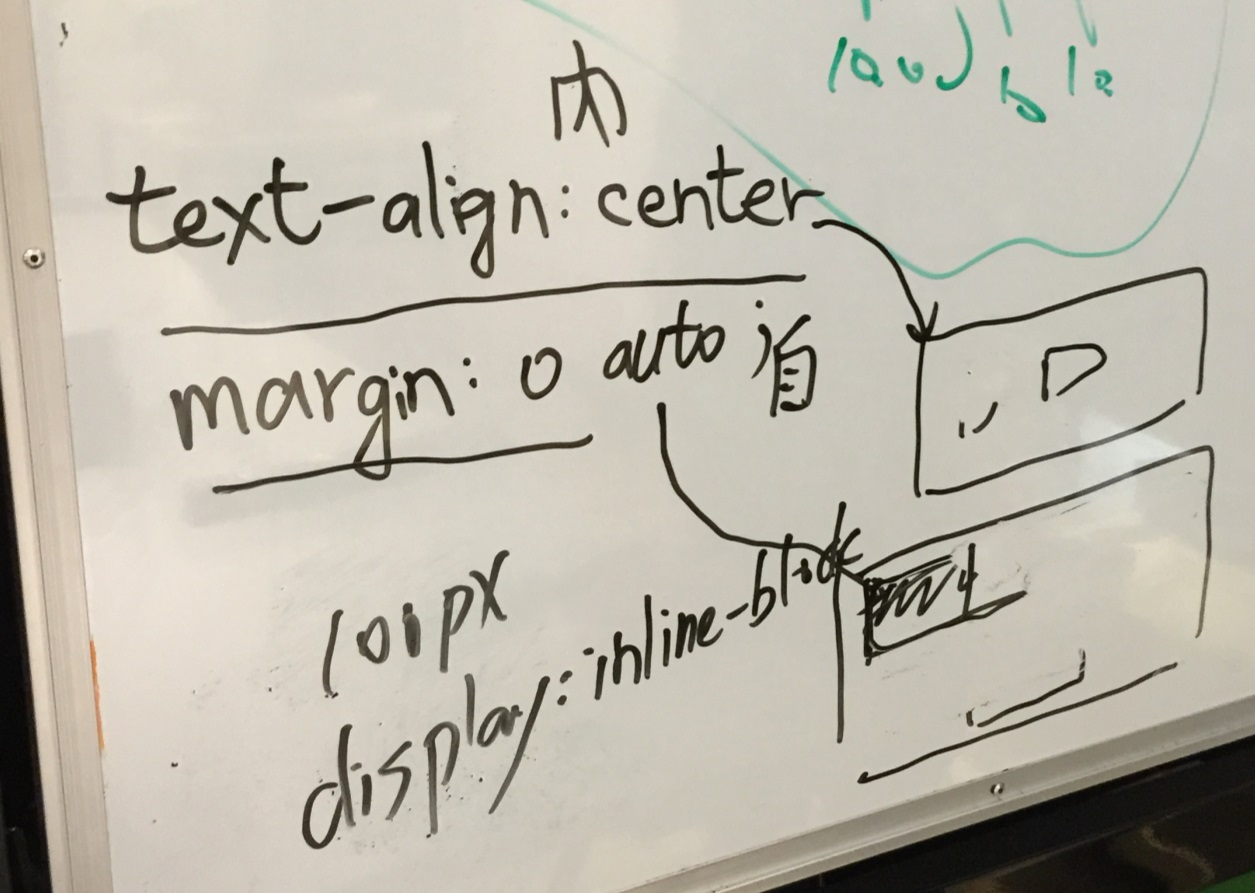 内
text-align: center
margin: 0 auto 自
100px
display: inline-block